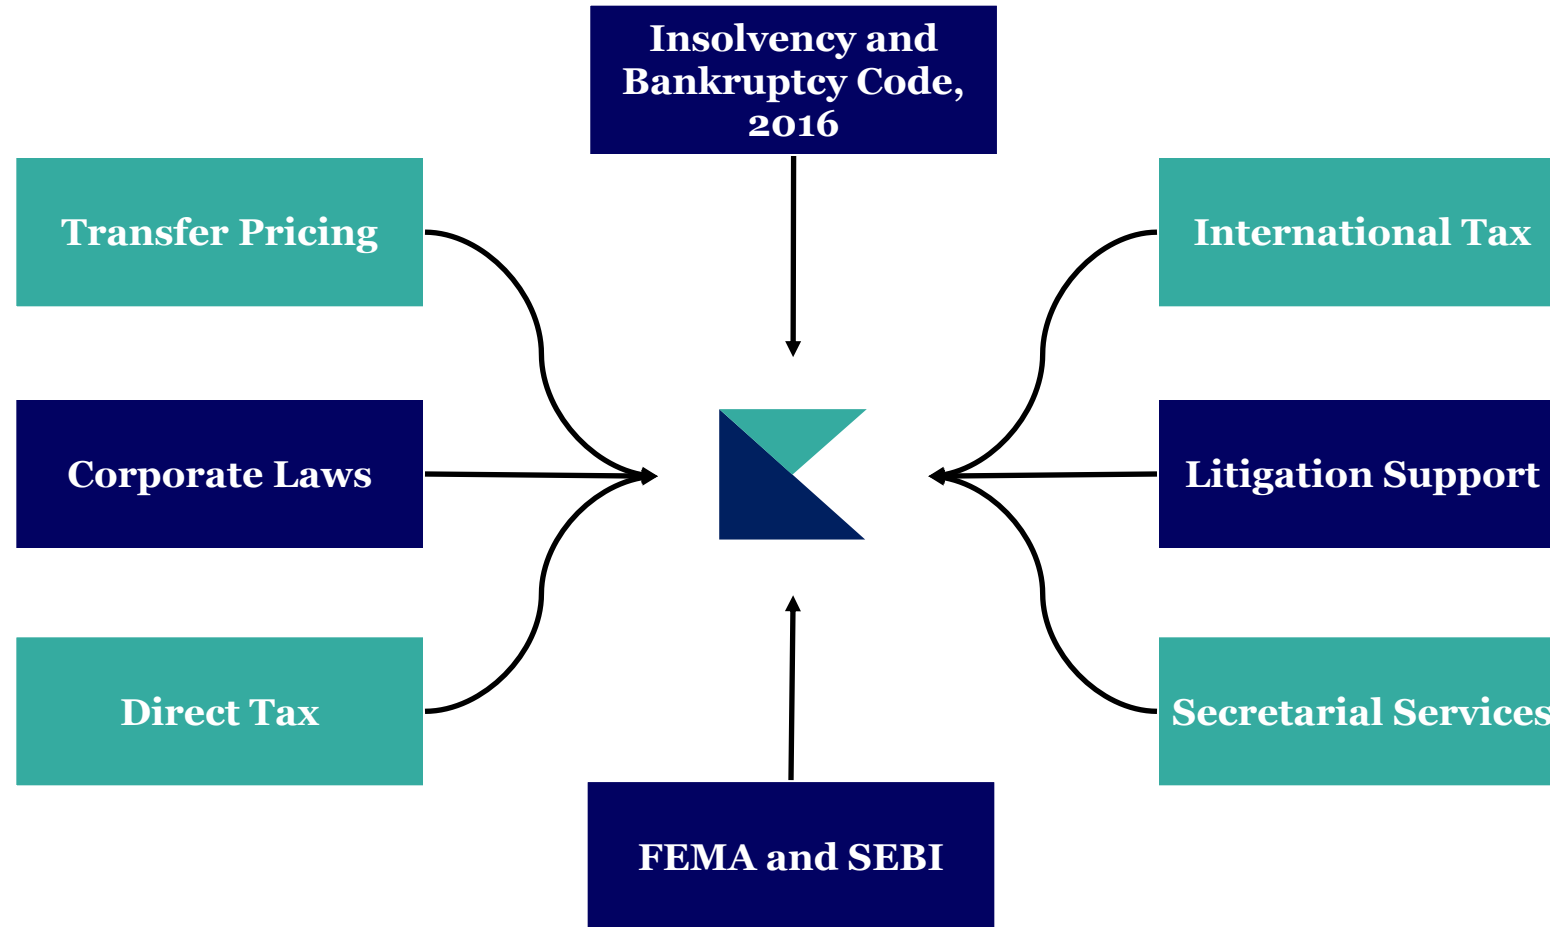 Insolvency and
Bankruptcy Code,
2016
Transfer Pricing
International Tax
Corporate Laws
Litigation Support
Direct Tax
Secretarial Services
FEMA and SEBI